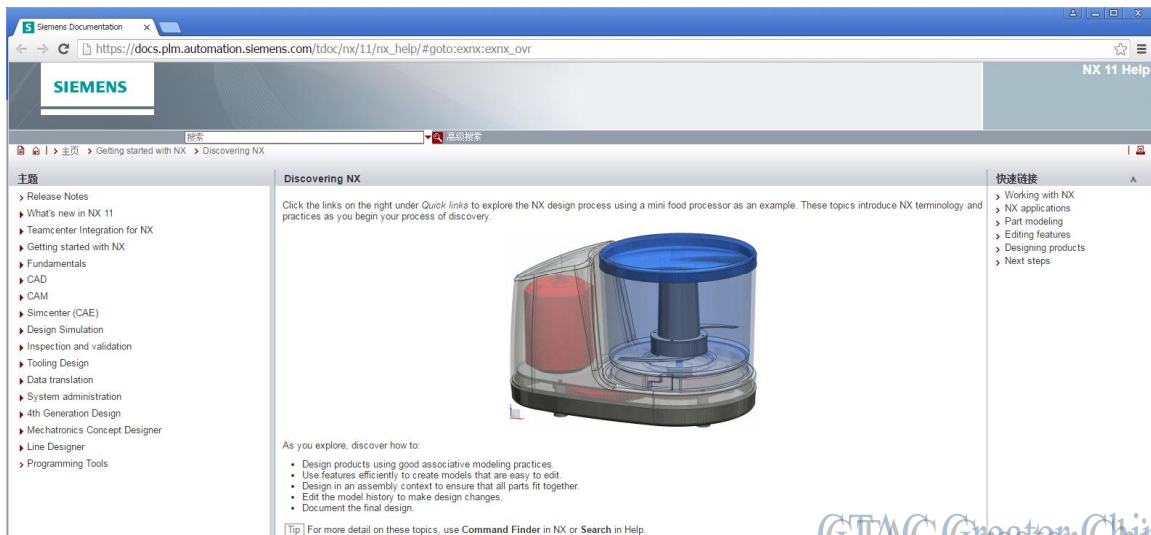 S Siemens Documentation x
https://docs.plm.automation.siemens.com/tdoc/nx/11/nx_help/#goto:exnx:exnx_ovr
SIEMENS
NX 11 Help
搜索
高级搜索
主页 > Getting started with NX > Discovering NX
主题
Release Notes
What's new in NX 11
Teamcenter Integration for NX
Getting started with NX
Fundamentals
CAD
CAM
Simcenter (CAE)
Design Simulation
Inspection and validation
Tooling Design
Data translation
System administration
4th Generation Design
Mechatronics Concept Designer
Line Designer
Programming Tools
Discovering NX
Click the links on the right under Quick links to explore the NX design process using a mini food processor as an example. These topics introduce NX terminology and
practices as you begin your process of discovery.
As you explore, discover how to:
Design products using good associative modeling practices.
Use features efficiently to create models that are easy to edit.
Design in an assembly context to ensure that all parts fit together.
Edit the model history to make design changes.
Document the final design.
Tip For more detail on these topics, use Command Finder in NX or Search in Help.
快速链接
Working with NX
NX applications
Part modeling
Editing features
Designing products
Next steps
GTAC Greater